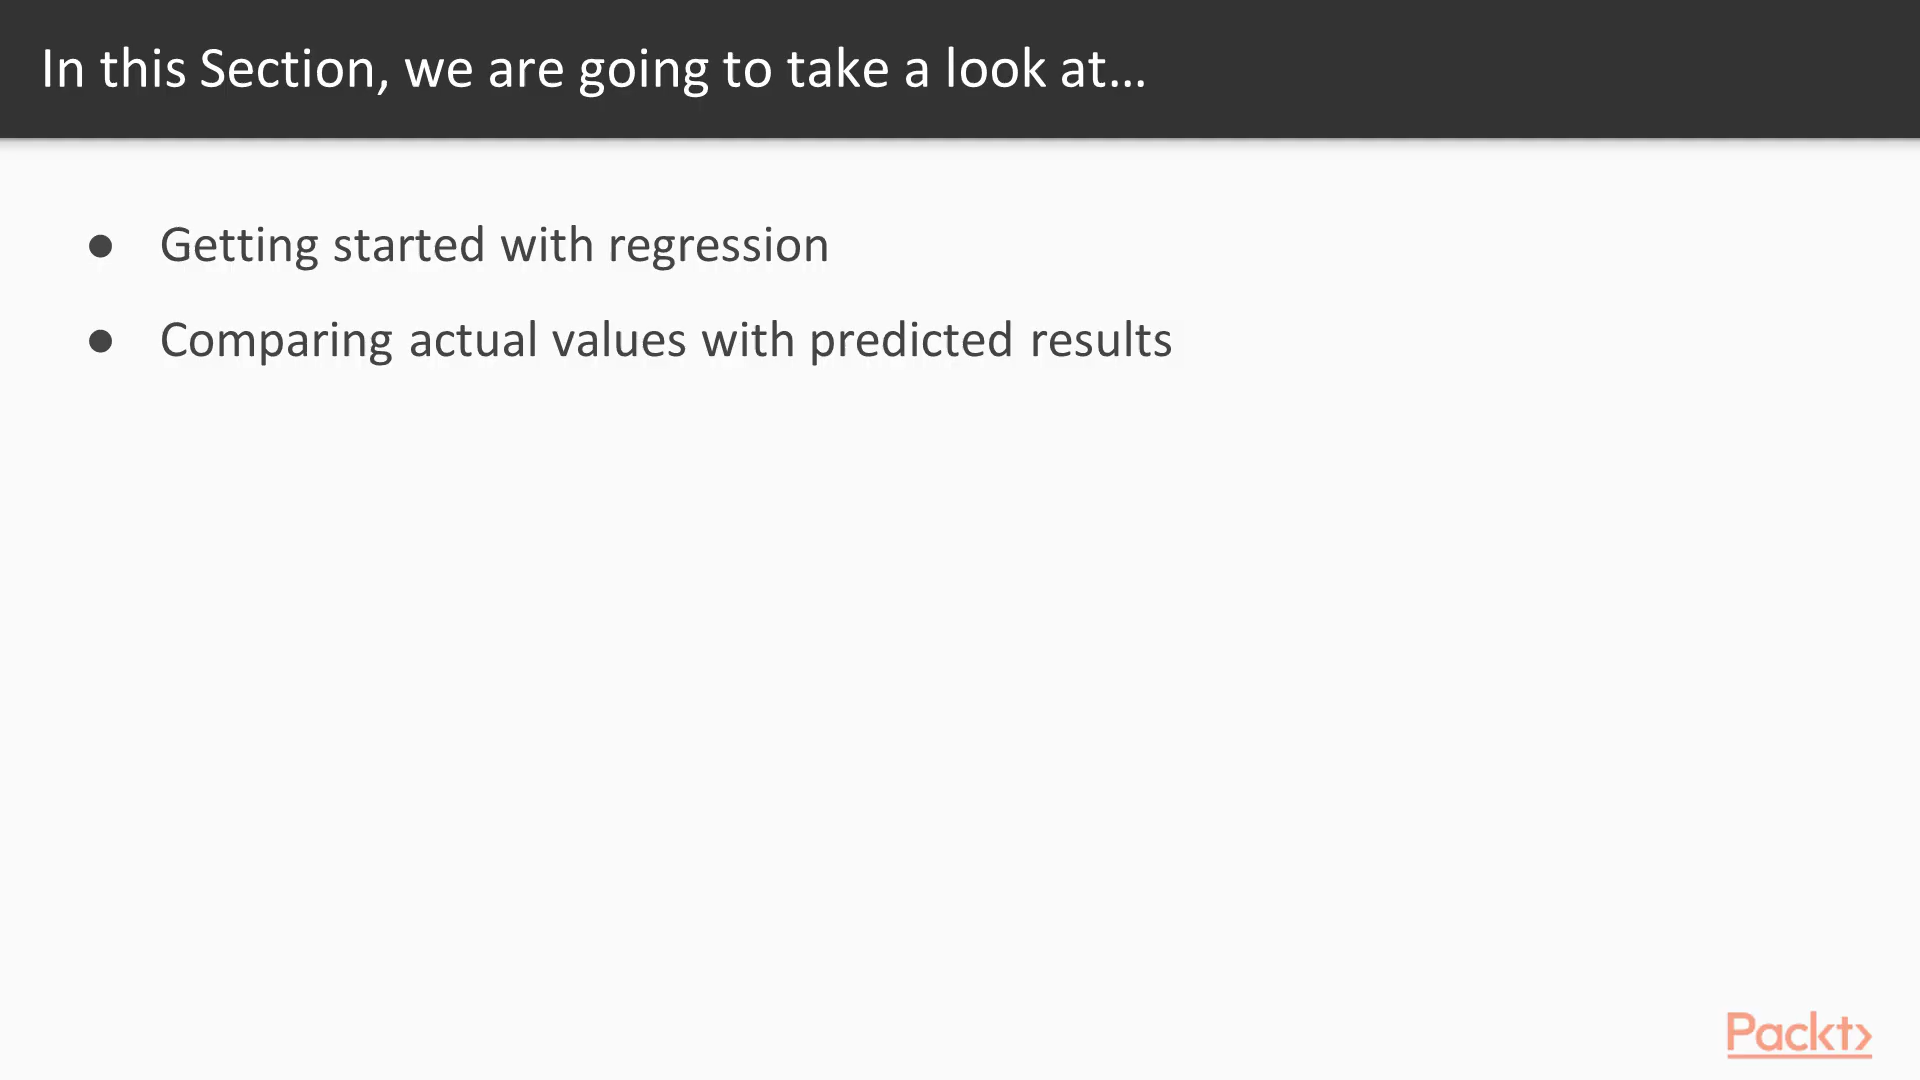 In this Section, we are going to take a look at...
● Getting started with regression
● Comparing actual values with predicted results
Packt>